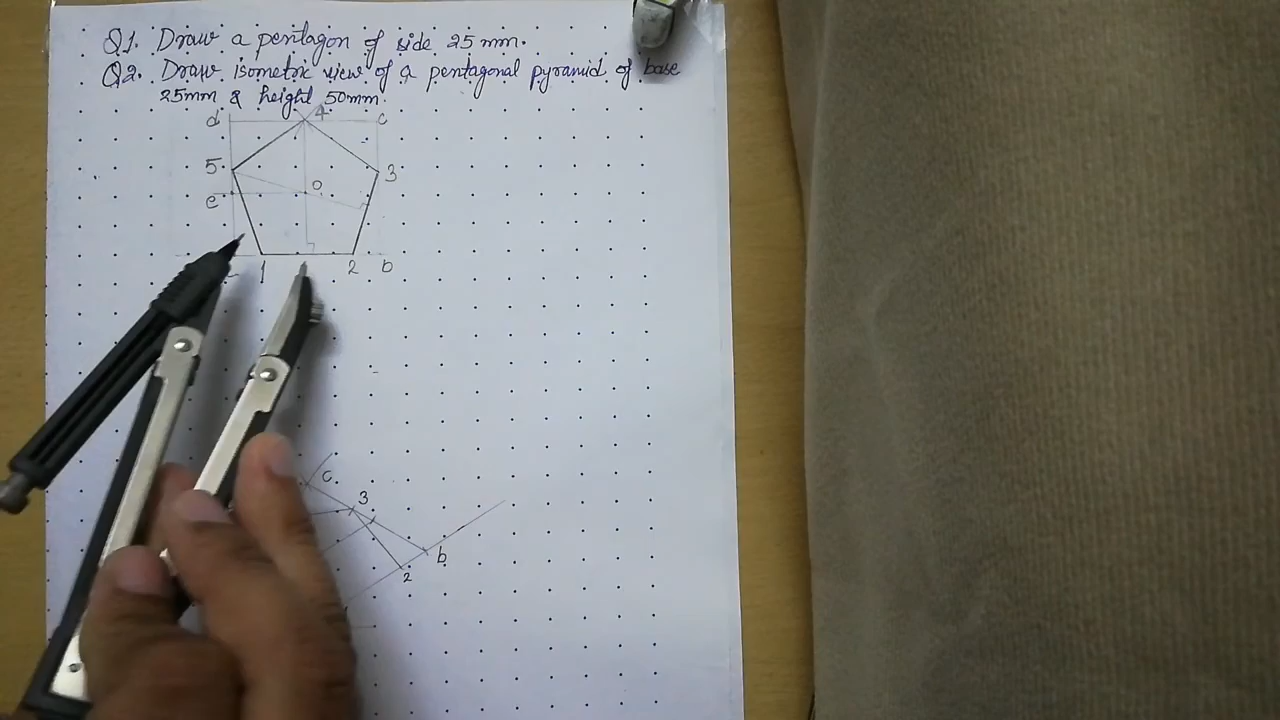 Q1. Draw a pentagon of side 25 mm.
Q2. Draw isometric view of a pentagonal pyramid of base
25mm & height 50mm.
d 4 c
5 3
e o
1 2 b
c
3
b
2